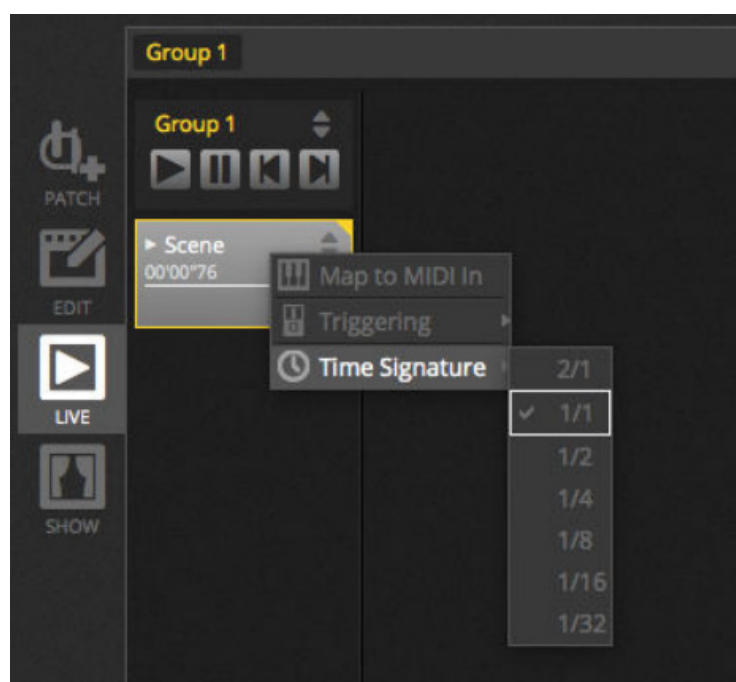 Group 1
Group 1
PATCH
Scene
00'00"76
EDIT
Map to MIDI In
Triggering
Time Signature
LIVE
SHOW
2/1
1/1
1/2
1/4
1/8
1/16
1/32